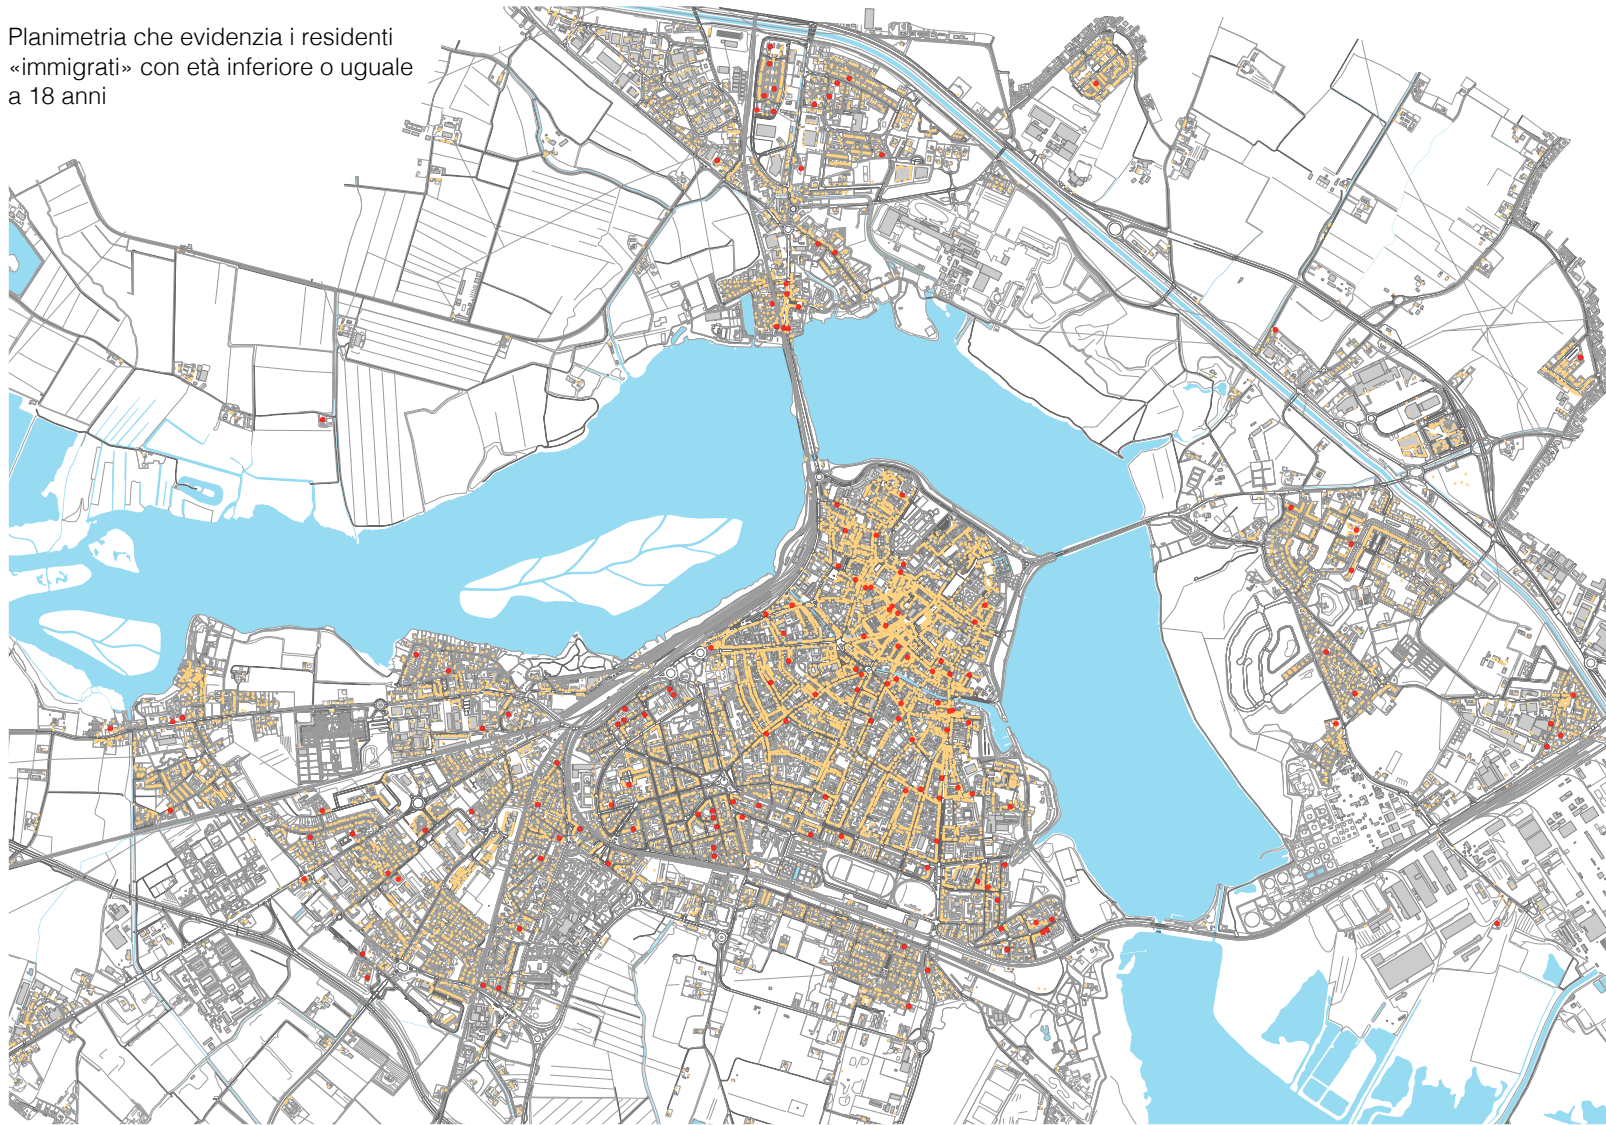 Planimetria che evidenzia i residenti
«immigrati» con età inferiore o uguale
a 18 anni